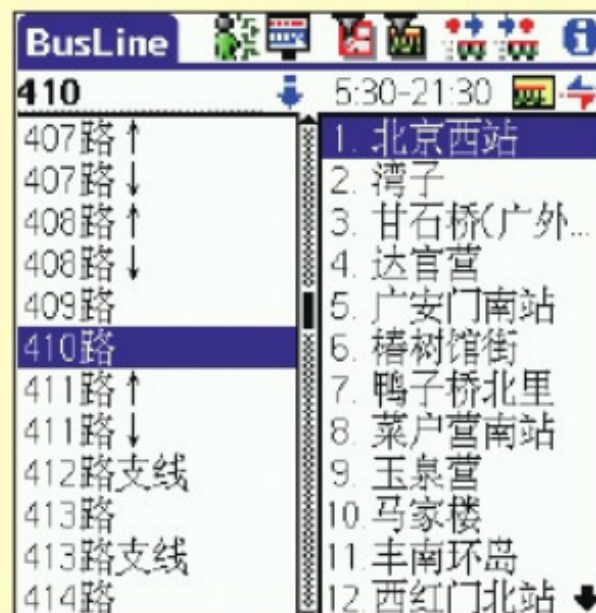 BusLine
410
5:30-21:30
407路↑
407路↓
408路↑
408路↓
409路
410路
411路↑
411路↓
412路支线
413路
413路支线
414路
1. 北京西站
2. 湾子
3. 甘石桥(广外...
4. 达官营
5. 广安门南站
6. 椿树馆街
7. 鸭子桥北里
8. 菜户营南站
9. 玉泉营
10. 马家楼
11. 丰南环岛
12. 西红门北站